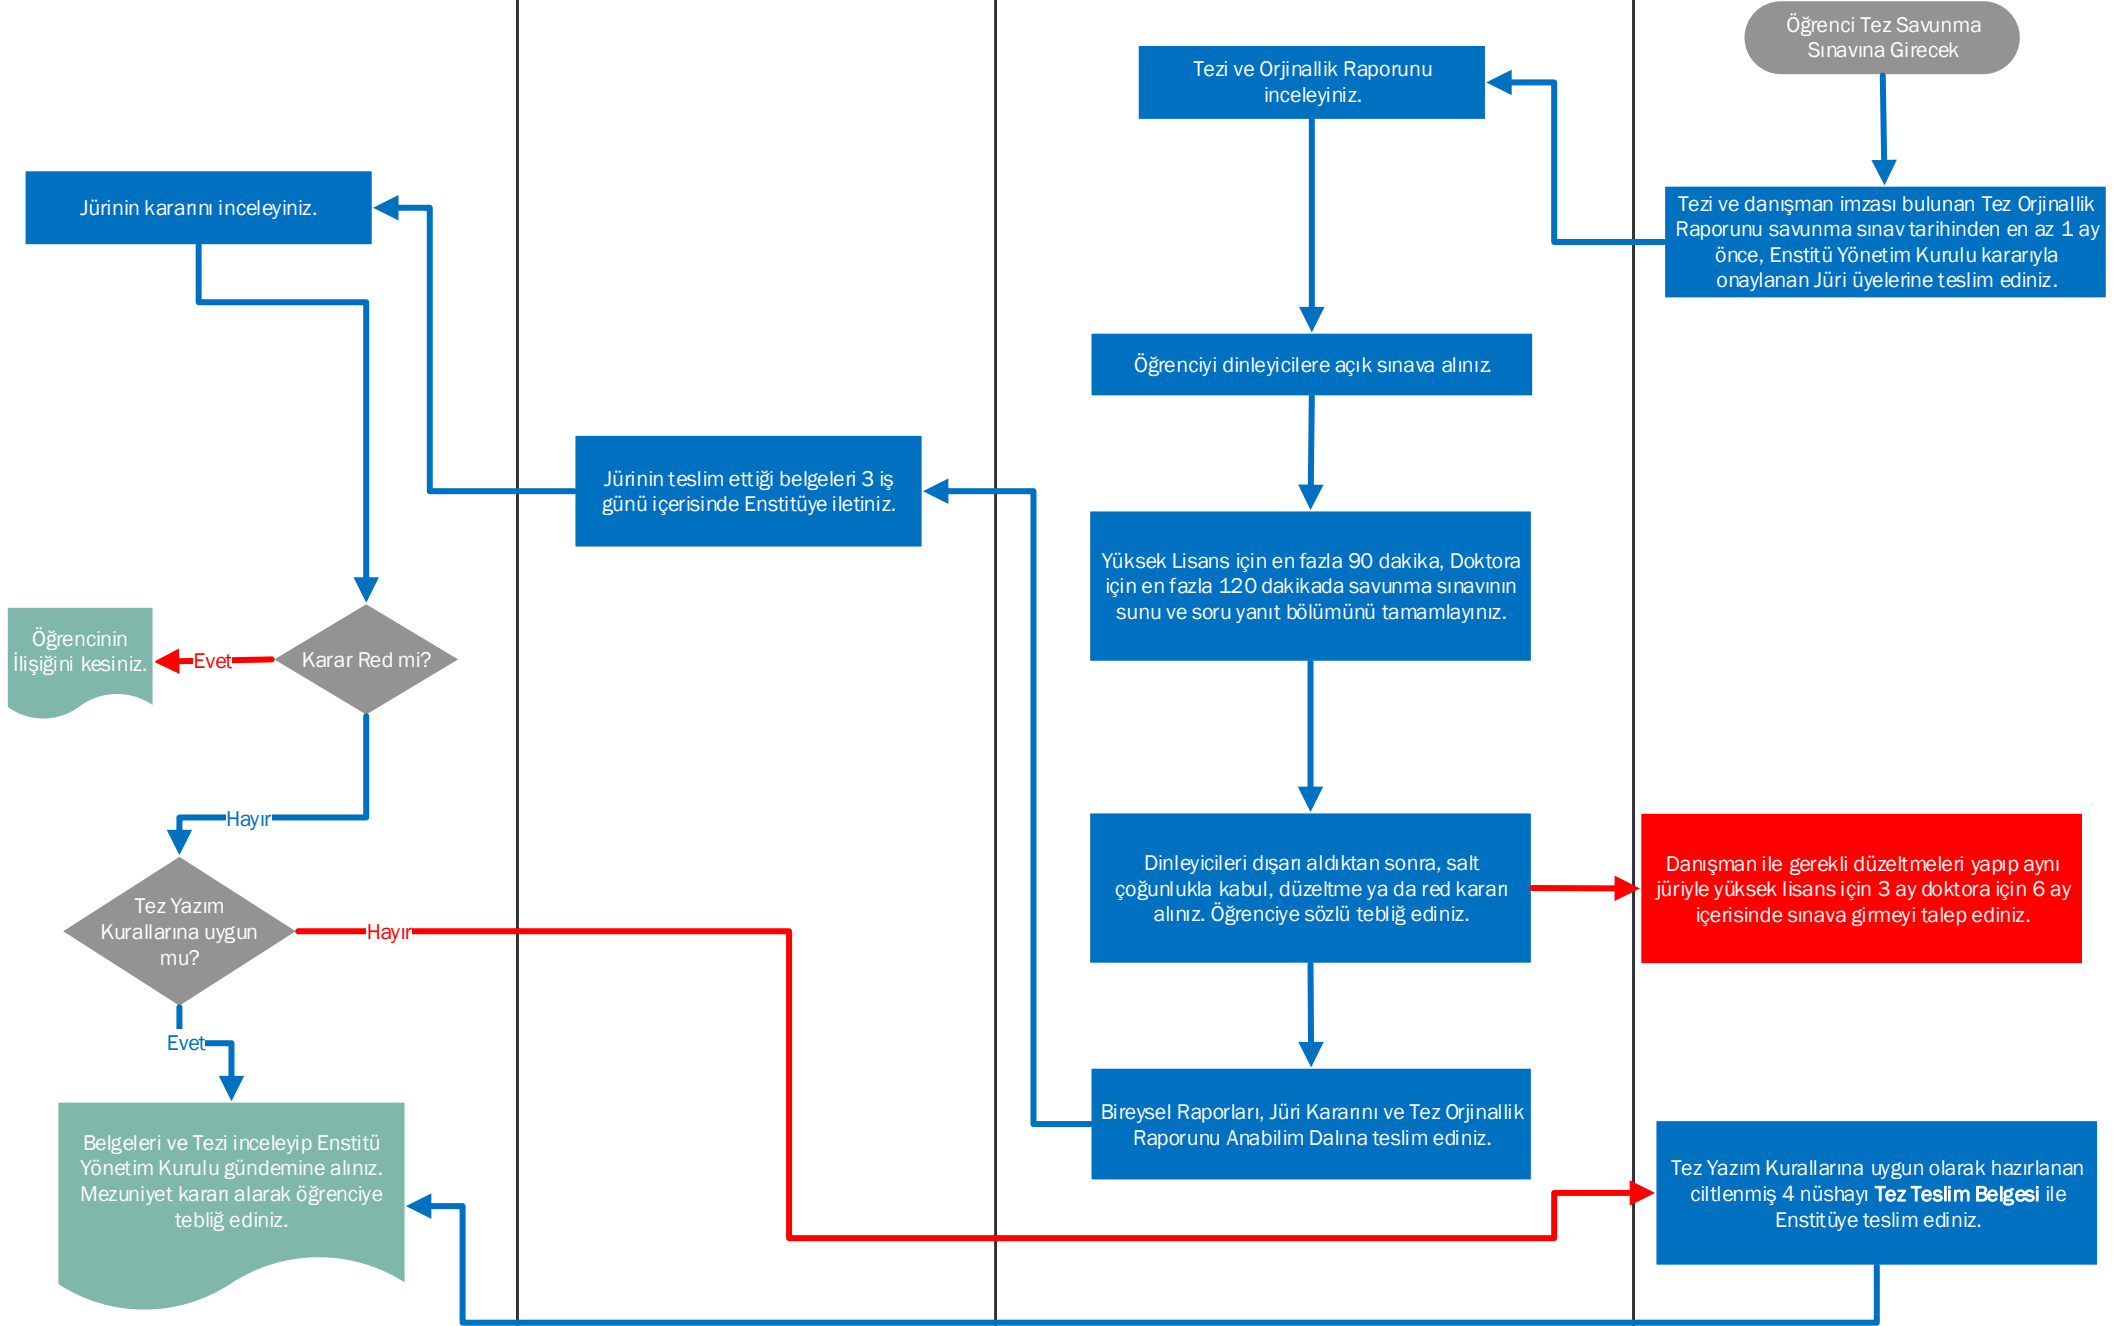 Öğrenci Tez Savunma
Sınavına Girecek
Tezi ve Orjinallik Raporunu
inceleyiniz.
Jürinin kararını inceleyiniz.
Tezi ve danışman imzası bulunan Tez Orjinallik
Raporunu savunma sınav tarihinden en az 1 ay
önce, Enstitü Yönetim Kurulu kararıyla
onaylanan Jüri üyelerine teslim ediniz.
Öğrenciyi dinleyicilere açık sınava alınız.
Jürinin teslim ettiği belgeleri 3 iş
günü içerisinde Enstitüye iletiniz.
Yüksek Lisans için en fazla 90 dakika, Doktora
için en fazla 120 dakikada savunma sınavının
sunu ve soru yanıt bölümünü tamamlayınız.
Öğrencinin
İlişiğini kesiniz.
Evet
Karar Red mi?
Hayır
Dinleyicileri dışarı aldıktan sonra, salt
çoğunlukla kabul, düzeltme ya da red kararı
alınız. Öğrenciye sözlü tebliğ ediniz.
Danışman ile gerekli düzeltmeleri yapıp aynı
jüriyle yüksek lisans için 3 ay doktora için 6 ay
içerisinde sınava girmeyi talep ediniz.
Tez Yazım
Kurallarına uygun
mu?
Hayır
Evet
Bireysel Raporları, Jüri Kararını ve Tez Orjinallik
Raporunu Anabilim Dalına teslim ediniz.
Belgeleri ve Tezi inceleyip Enstitü
Yönetim Kurulu gündemine alınız.
Mezuniyet kararı alarak öğrenciye
tebliğ ediniz.
Tez Yazım Kurallarına uygun olarak hazırlanan
ciltlenmiş 4 nüshayı Tez Teslim Belgesi ile
Enstitüye teslim ediniz.